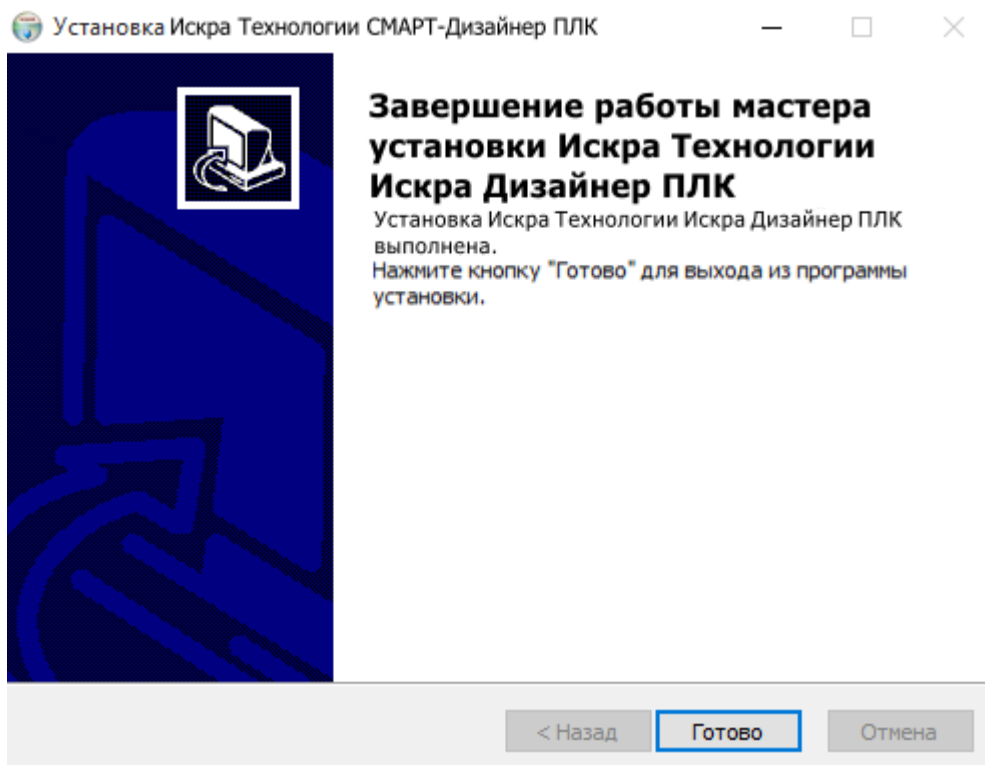 Установка Искра Технологии СМАРТ-Дизайнер ПЛК
Завершение работы мастера
установки Искра Технологии
Искра Дизайнер ПЛК
Установка Искра Технологии Искра Дизайнер ПЛК
выполнена.
Нажмите кнопку "Готово" для выхода из программы
установки.
< Назад
Готово
Отмена